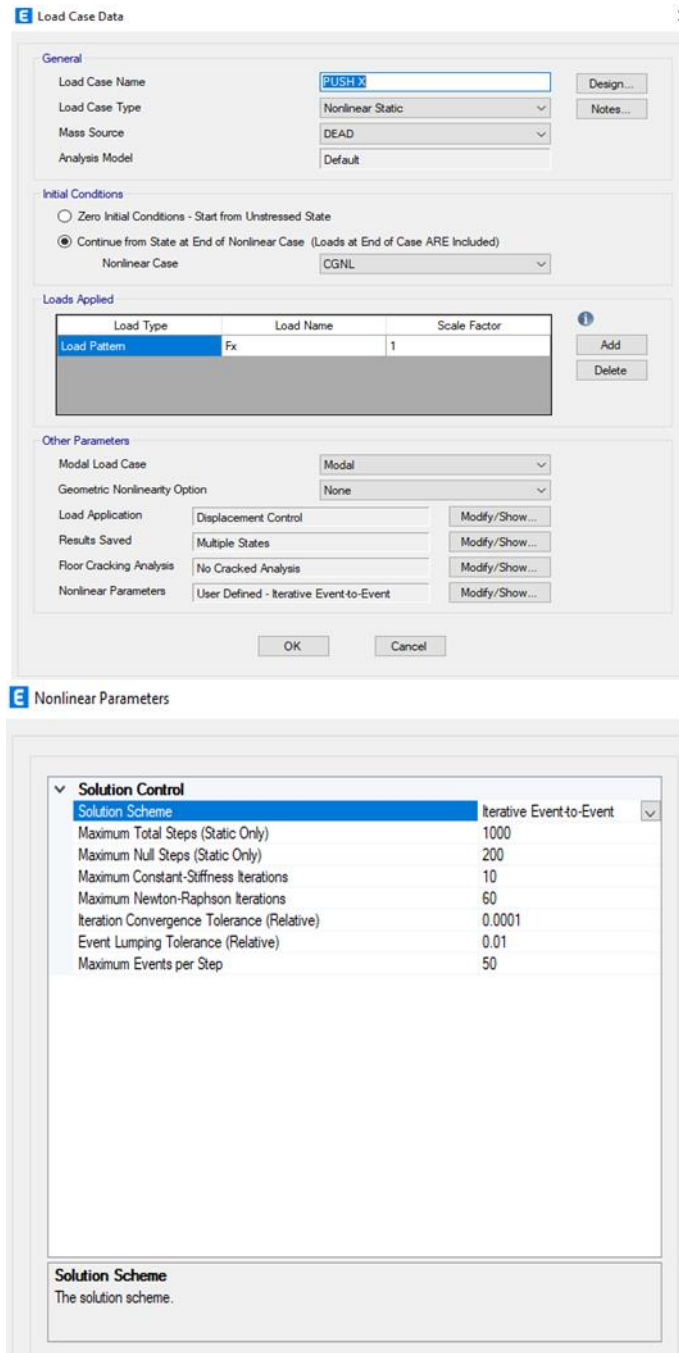 E Load Case Data
General
Load Case Name PUSH X Design...
Load Case Type Nonlinear Static Notes...
Mass Source DEAD
Analysis Model Default
Initial Conditions
Zero Initial Conditions - Start from Unstressed State
Continue from State at End of Nonlinear Case (Loads at End of Case ARE Included)
Nonlinear Case CGNL
Loads Applied
Load Type Load Name Scale Factor
Load Pattern Fx 1 Add
Delete
Other Parameters
Modal Load Case Modal
Geometric Nonlinearity Option None
Load Application Displacement Control Modify/Show...
Results Saved Multiple States Modify/Show...
Floor Cracking Analysis No Cracked Analysis Modify/Show...
Nonlinear Parameters User Defined - Iterative Event-to-Event Modify/Show...
OK Cancel
E Nonlinear Parameters
Solution Control
Solution Scheme Iterative Event-to-Event
Maximum Total Steps (Static Only) 1000
Maximum Null Steps (Static Only) 200
Maximum Constant-Stiffness Iterations 10
Maximum Newton-Raphson Iterations 60
Iteration Convergence Tolerance (Relative) 0.0001
Event Lumping Tolerance (Relative) 0.01
Maximum Events per Step 50
Solution Scheme
The solution scheme.